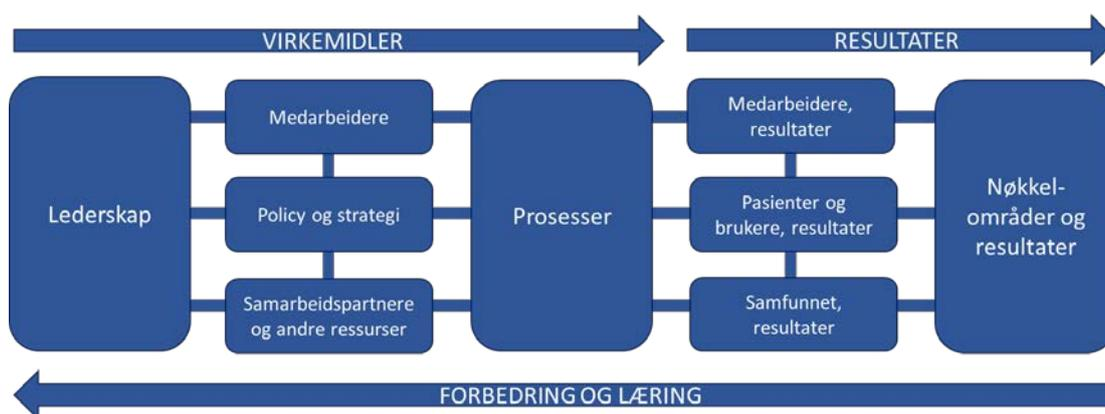 VIRKEMIDLER
RESULTATER
Lederskap
Medarbeidere
Policy og strategi
Samarbeidspartnere
og andre ressurser
Prosesser
Medarbeidere,
resultater
Pasienter og
brukere, resultater
Samfunnet,
resultater
Nøkkel-
områder og
resultater
FORBEDRING OG LÆRING